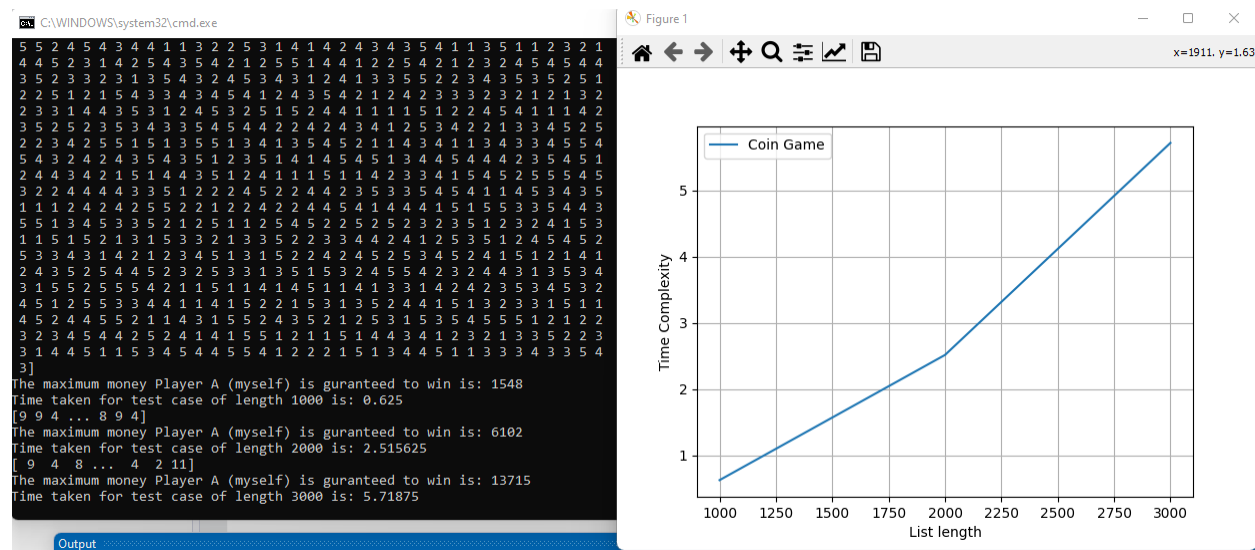 C:\WINDOWS\system32\cmd.exe
5 5 2 4 5 4 3 4 4 1 1 3 2 2 5 3 1 4 1 4 2 4 3 4 3 5 4 1 1 3 5 1 1 2 3 2 1
4 4 5 2 3 1 4 2 5 4 3 5 4 2 5 5 1 4 4 1 2 2 5 4 2 1 2 3 2 4 5 4 5 4 4
3 5 2 3 3 2 3 1 3 5 4 3 2 4 5 3 4 3 1 2 4 1 3 3 5 5 2 2 3 4 3 5 3 5 2 5 1
2 2 5 1 2 1 5 4 3 3 4 3 4 5 4 2 1 2 4 1 2 1 4 2 4 2 3 3 3 2 3 2 1 2 1 3 2
2 3 3 1 4 4 3 5 3 1 2 4 5 3 2 5 1 5 2 4 4 1 1 1 1 5 1 2 2 4 5 4 1 1 1 4 2
3 5 2 5 2 3 5 3 4 3 3 5 4 5 4 4 2 2 4 2 4 3 4 1 2 5 3 4 2 2 1 3 3 4 5 2 5
2 2 3 4 2 5 5 1 5 1 3 5 5 1 3 4 1 3 5 4 5 2 1 1 4 3 4 1 1 3 4 3 3 4 5 5 4
5 4 3 2 4 2 4 3 5 4 3 5 1 2 3 5 1 4 1 4 5 4 5 1 3 4 4 5 4 4 4 2 3 5 4 5 1
2 4 4 3 4 2 1 5 1 4 4 3 5 2 4 1 1 1 5 1 1 4 2 3 3 4 1 5 4 5 2 5 5 5 5 4 5
3 2 2 4 4 4 4 3 5 1 2 2 2 4 5 2 2 4 4 2 5 3 5 3 5 4 5 4 1 1 4 5 3 4 3 5
1 1 1 2 4 2 4 2 5 5 2 2 1 2 2 4 2 2 4 4 5 4 1 4 4 4 1 5 1 5 5 3 3 5 4 4 3
5 5 1 3 4 5 3 3 5 2 1 2 5 1 1 2 5 4 5 2 2 5 2 5 2 3 2 3 5 1 2 3 2 4 1 5 3
1 1 5 1 5 2 1 3 1 5 3 3 2 1 3 3 5 2 2 3 3 4 4 2 4 1 2 5 3 5 1 2 4 5 4 5 2
5 3 3 4 3 1 4 2 1 2 3 4 5 1 3 1 5 2 4 5 1 5 1 4 4 5 3 5 2 4 1 5 1 2 1 4 1
2 4 3 5 2 5 4 4 5 2 3 2 5 3 3 1 3 5 1 5 3 2 4 5 5 4 2 3 2 4 4 3 1 3 5 3 4
3 1 5 5 2 5 5 5 4 2 1 1 5 1 1 4 1 1 4 1 4 4 3 3 1 4 2 4 2 3 5 3 4 5 3 2
4 5 1 2 5 5 3 3 4 4 1 1 4 1 5 2 2 1 5 3 1 3 5 2 4 4 1 5 1 3 2 3 3 1 5 1 1
4 5 2 4 4 5 5 2 1 1 4 3 1 5 5 2 4 3 5 2 1 2 5 3 1 5 3 5 4 5 5 5 1 2 1 2 2
3 2 3 4 5 4 4 2 5 2 4 1 4 1 5 5 1 2 1 1 5 1 4 4 3 4 1 2 3 2 1 3 3 5 2 2 3
3 1 4 4 5 1 1 5 3 4 5 4 4 5 5 4 1 2 2 2 1 5 1 3 4 4 5 1 1 3 3 3 4 3 3 5 4
3]
The maximum money Player A (myself) is guranteed to win is: 1548
Time taken for test case of length 1000 is: 0.625
[9 9 4 ... 8 9 4]
The maximum money Player A (myself) is guranteed to win is: 6102
Time taken for test case of length 2000 is: 2.515625
[ 9  4  8 ...  4  2 11]
The maximum money Player A (myself) is guranteed to win is: 13715
Time taken for test case of length 3000 is: 5.71875
Output
Figure 1
x=1911. y=1.63
Coin Game
5
4
3
2
1
Time Complexity
1000 1250 1500 1750 2000 2250 2500 2750 3000
List length